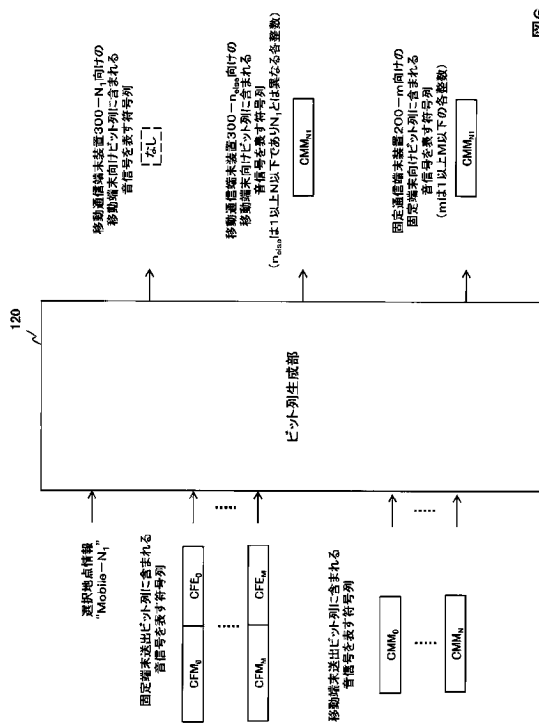 120
選択地点情報
“Mobile－N₁”
固定端末送出ビット列に含まれる
音信号を表す符号列
CFM₀ CFE₀
CFM_M CFE_M
移動端末送出ビット列に含まれる
音信号を表す符号列
CMM₀
CMM_N
ビット列生成部
移動通信端末装置300－N₁向けの
移動端末向けビット列に含まれる
音信号を表す符号列
なし
移動通信端末装置300－n_else向けの
移動端末向けビット列に含まれる
音信号を表す符号列
（n_elseは1以上N以下でありN₁とは異なる各整数）
CMM_N1
固定通信端末装置200－m向けの
固定端末向けビット列に含まれる
音信号を表す符号列
（mは1以上M以下の各整数）
CMM_N1
図6